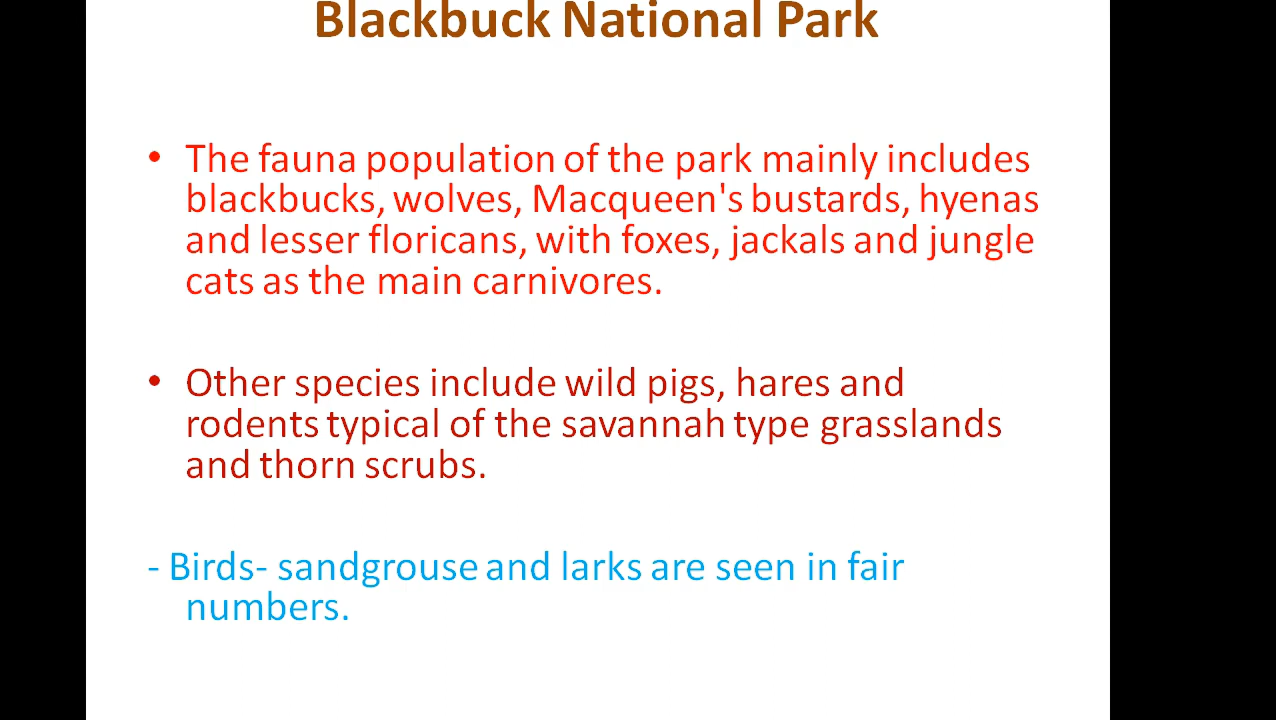 Blackbuck National Park
• The fauna population of the park mainly includes
blackbucks, wolves, Macqueen's bustards, hyenas
and lesser floricans, with foxes, jackals and jungle
cats as the main carnivores.
• Other species include wild pigs, hares and
rodents typical of the savannah type grasslands
and thorn scrubs.
- Birds- sandgrouse and larks are seen in fair
numbers.